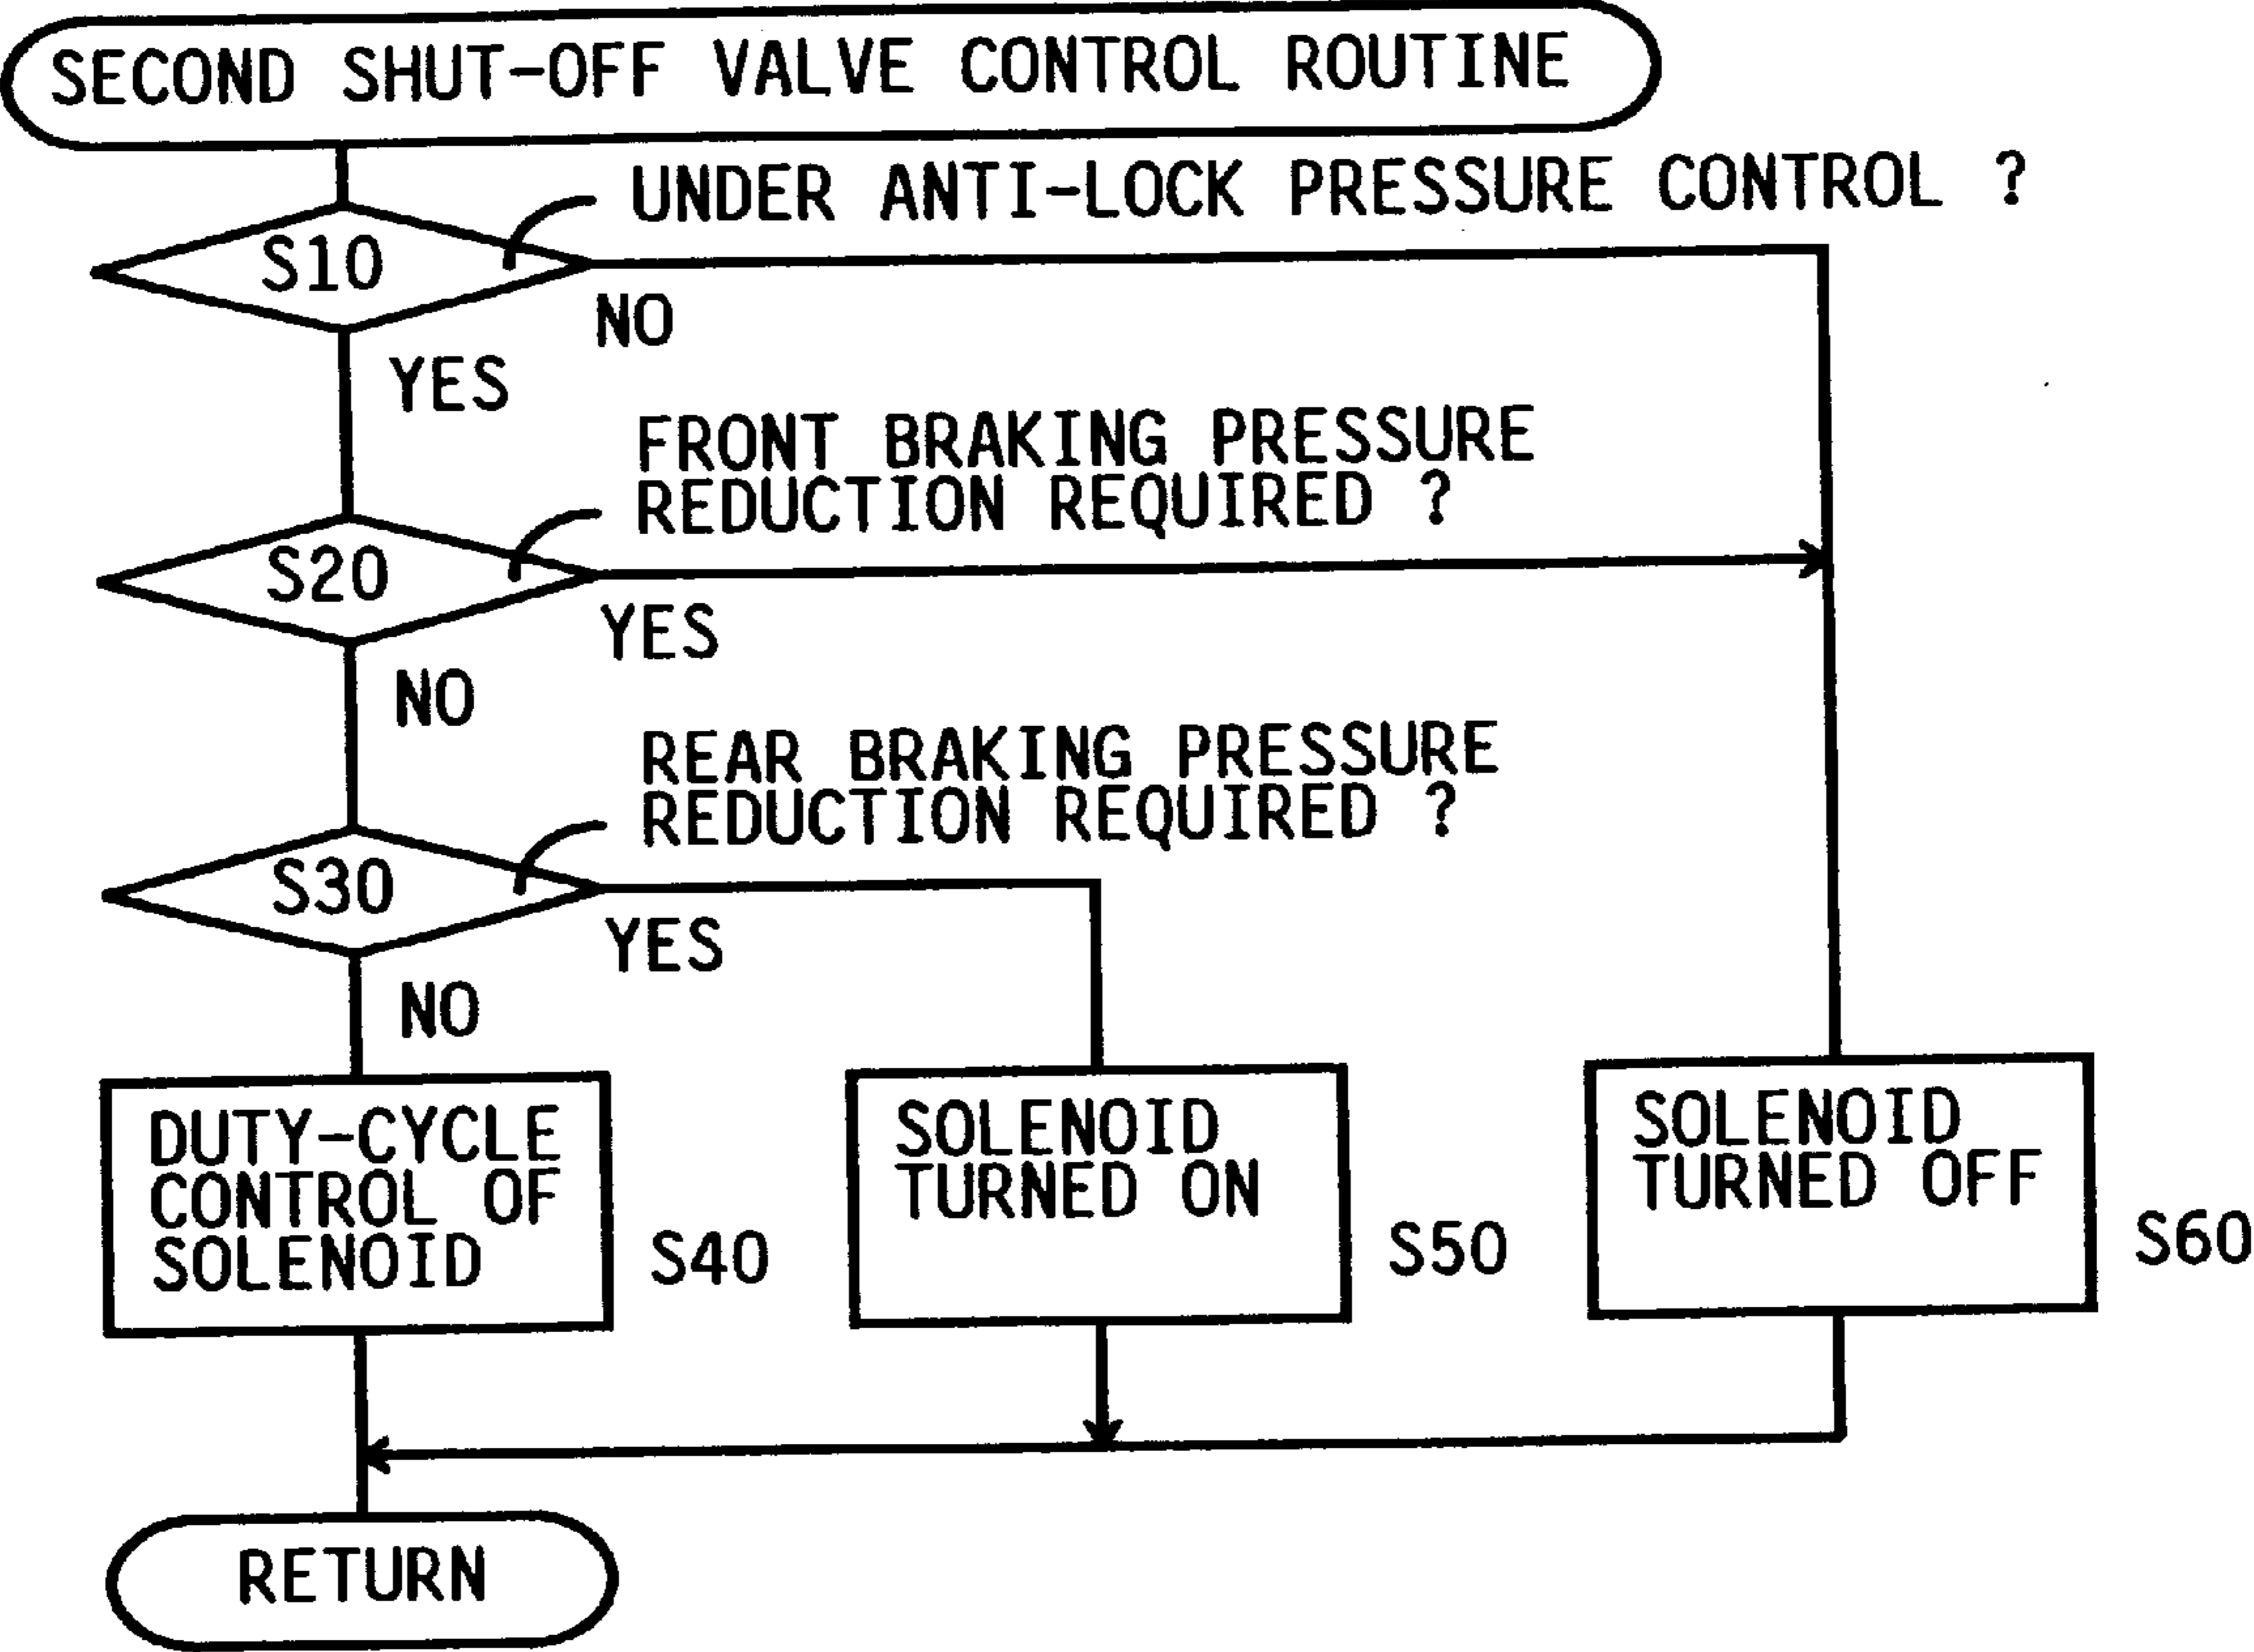 SECOND SHUT-OFF VALVE CONTROL ROUTINE
UNDER ANTI-LOCK PRESSURE CONTROL ?
S10
NO
YES
FRONT BRAKING PRESSURE
REDUCTION REQUIRED ?
S20
YES
NO
REAR BRAKING PRESSURE
REDUCTION REQUIRED ?
S30
YES
NO
DUTY-CYCLE
CONTROL OF
SOLENOID
S40
SOLENOID
TURNED ON
S50
SOLENOID
TURNED OFF
S60
RETURN